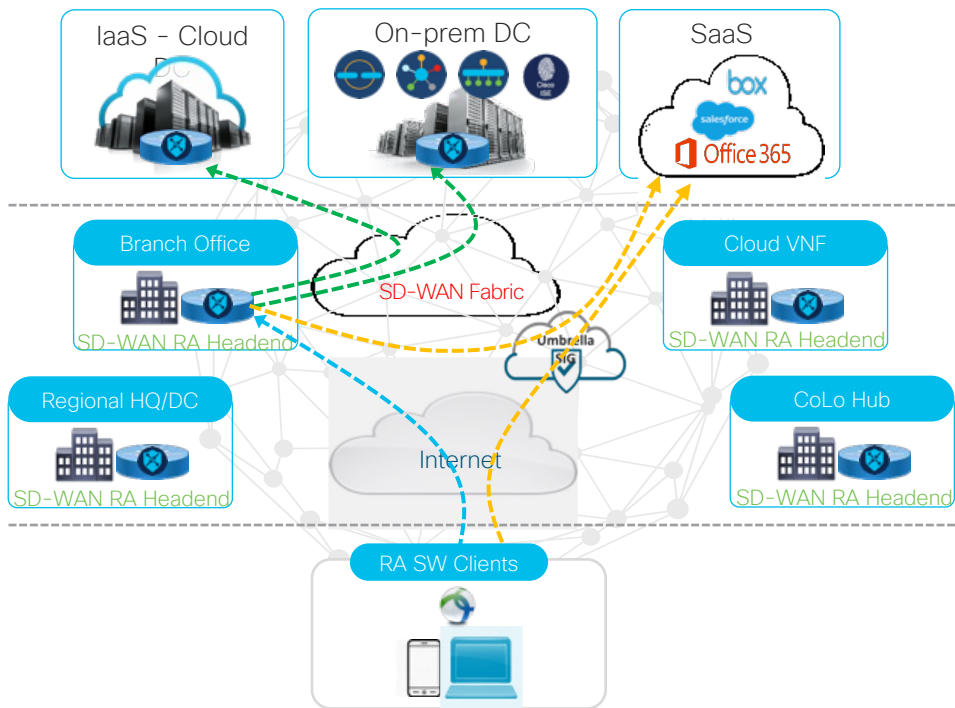 IaaS - Cloud
DC
On-prem DC
Cisco
ISE
SaaS
box
salesforce
Office 365
Branch Office
SD-WAN RA Headend
SD-WAN Fabric
Cloud VNF
SD-WAN RA Headend
Umbrella
SIG
Regional HQ/DC
SD-WAN RA Headend
Internet
CoLo Hub
SD-WAN RA Headend
RA SW Clients